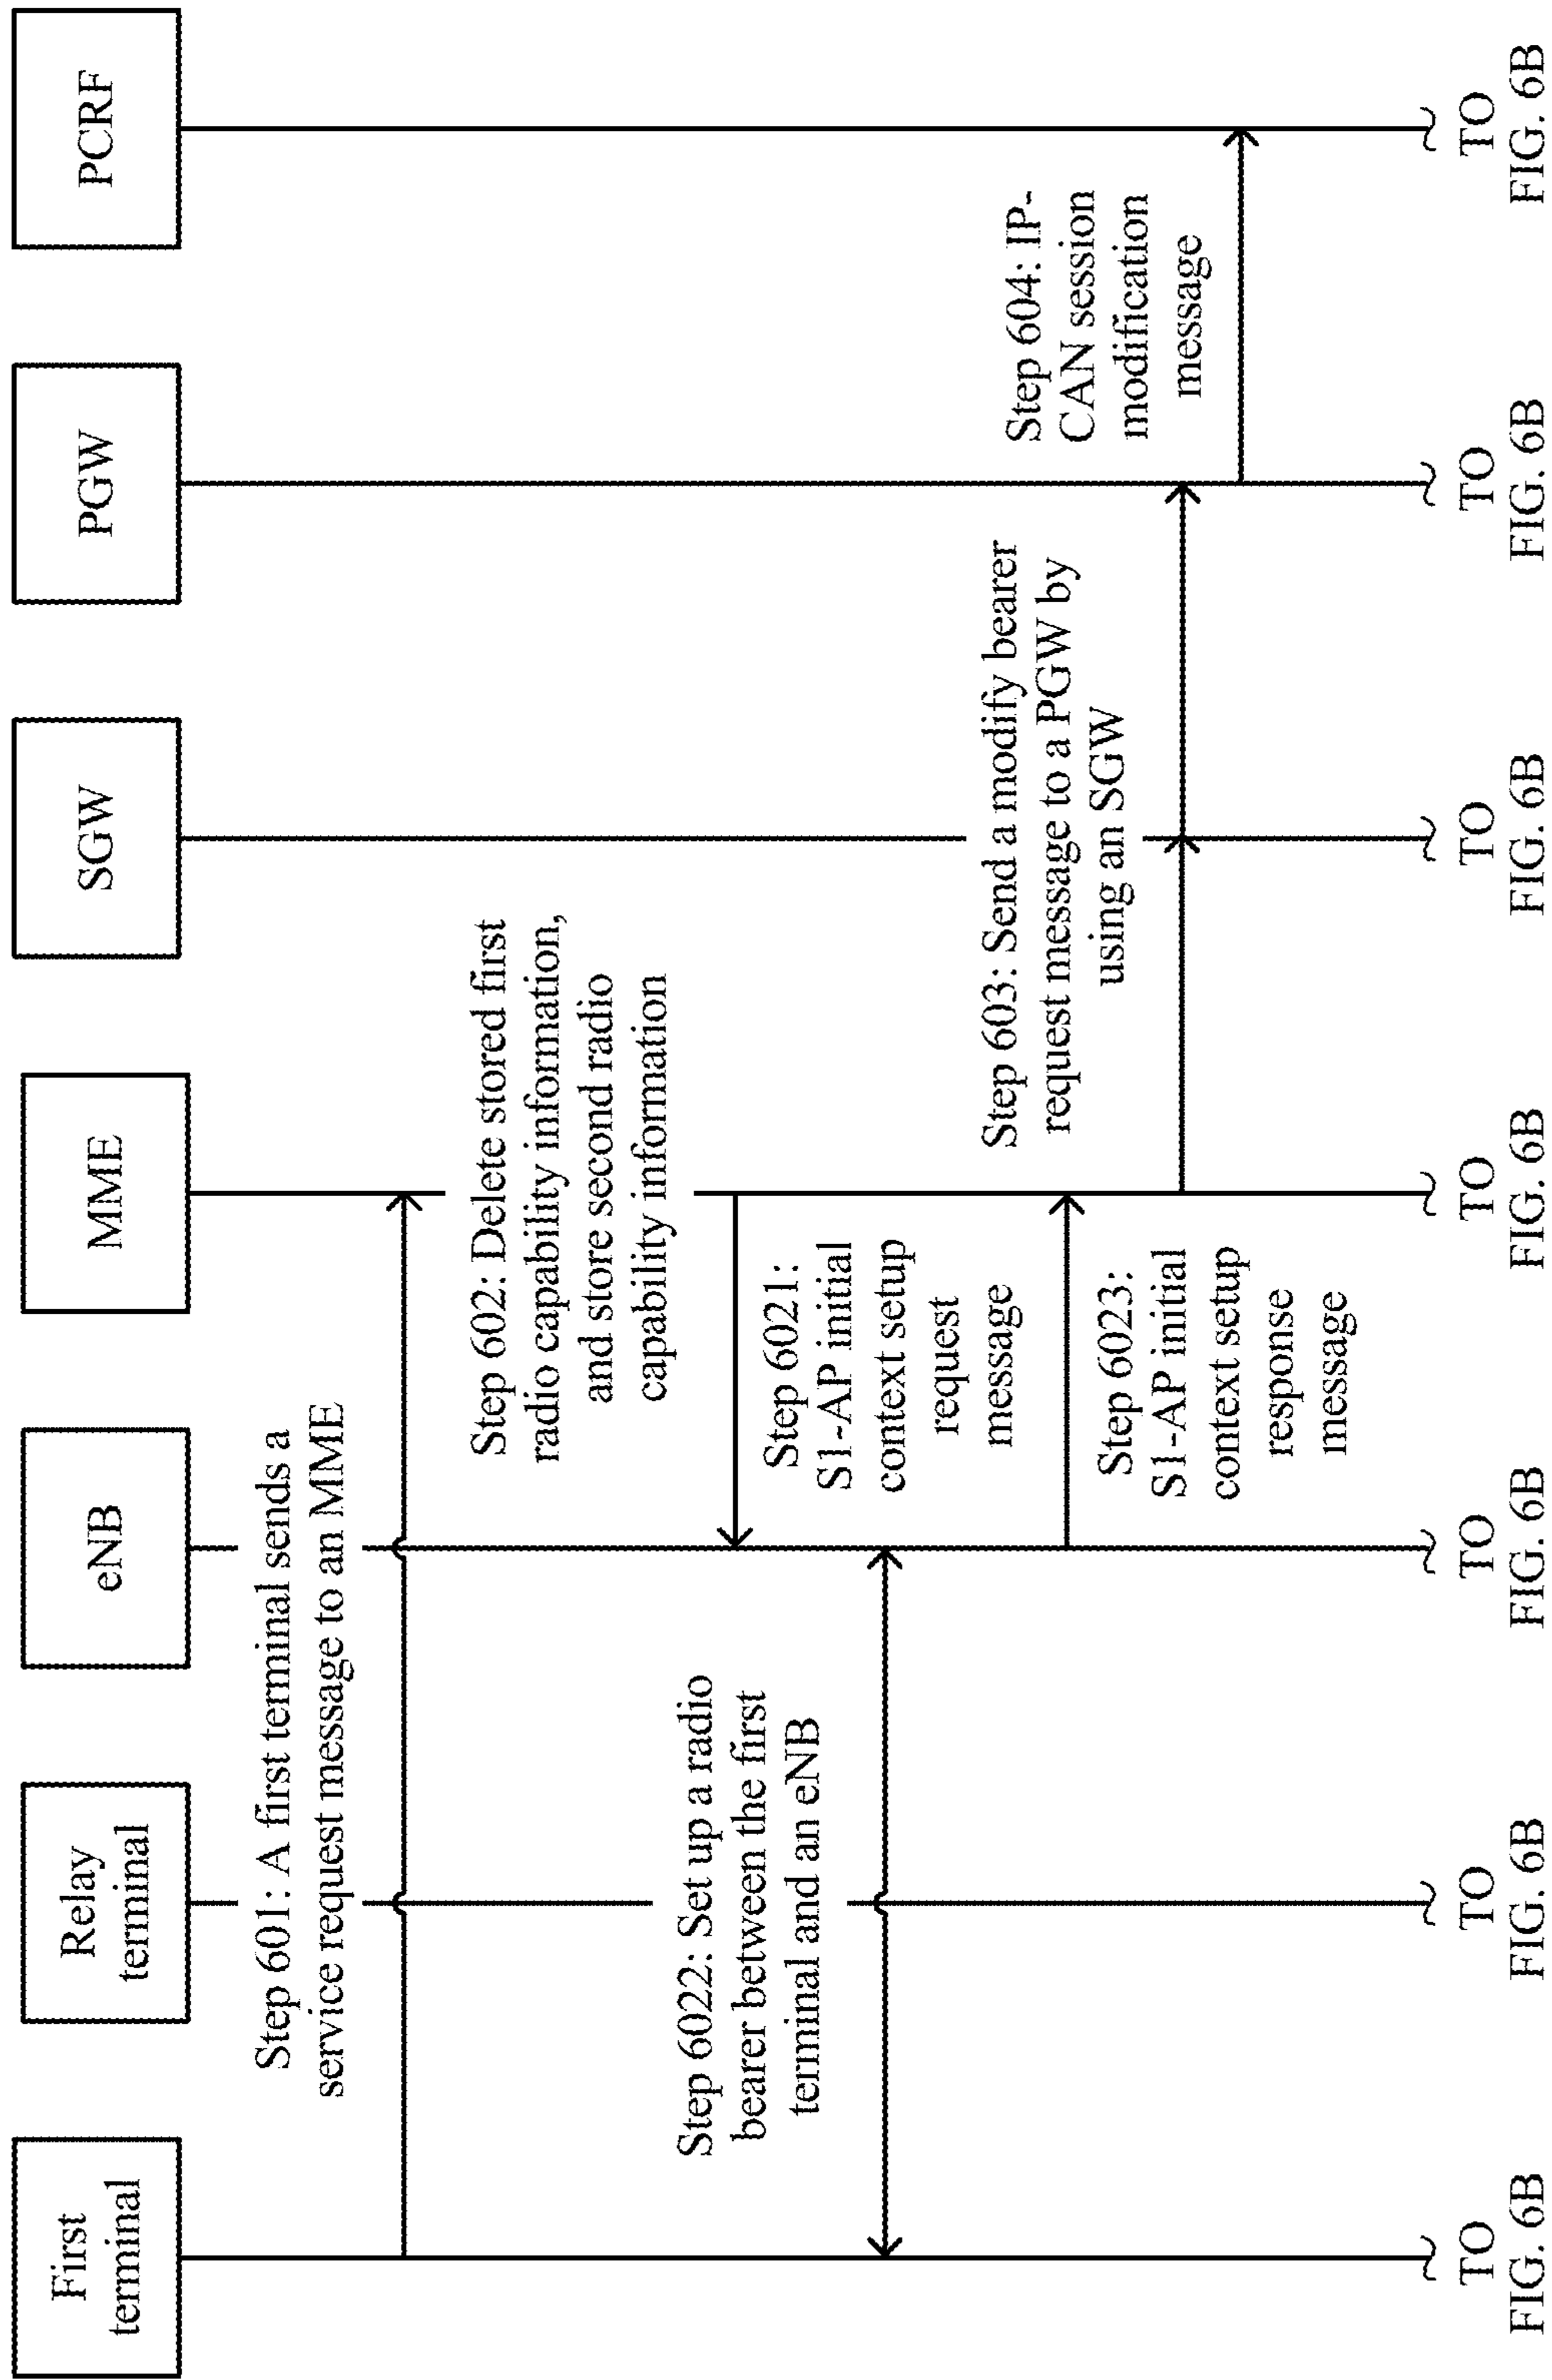 First
terminal
Relay
terminal
eNB
MME
SGW
PGW
PCRF
Step 601: A first terminal sends a
service request message to an MME
Step 602: Delete stored first
radio capability information,
and store second radio
capability information
Step 6021:
S1-AP initial
context setup
request
message
Step 6022: Set up a radio
bearer between the first
terminal and an eNB
Step 6023:
S1-AP initial
context setup
response
message
Step 603: Send a modify bearer
request message to a PGW by
using an SGW
Step 604: IP-
CAN session
modification
message
TO
FIG. 6B
TO
FIG. 6B
TO
FIG. 6B
TO
FIG. 6B
TO
FIG. 6B
TO
FIG. 6B
TO
FIG. 6B